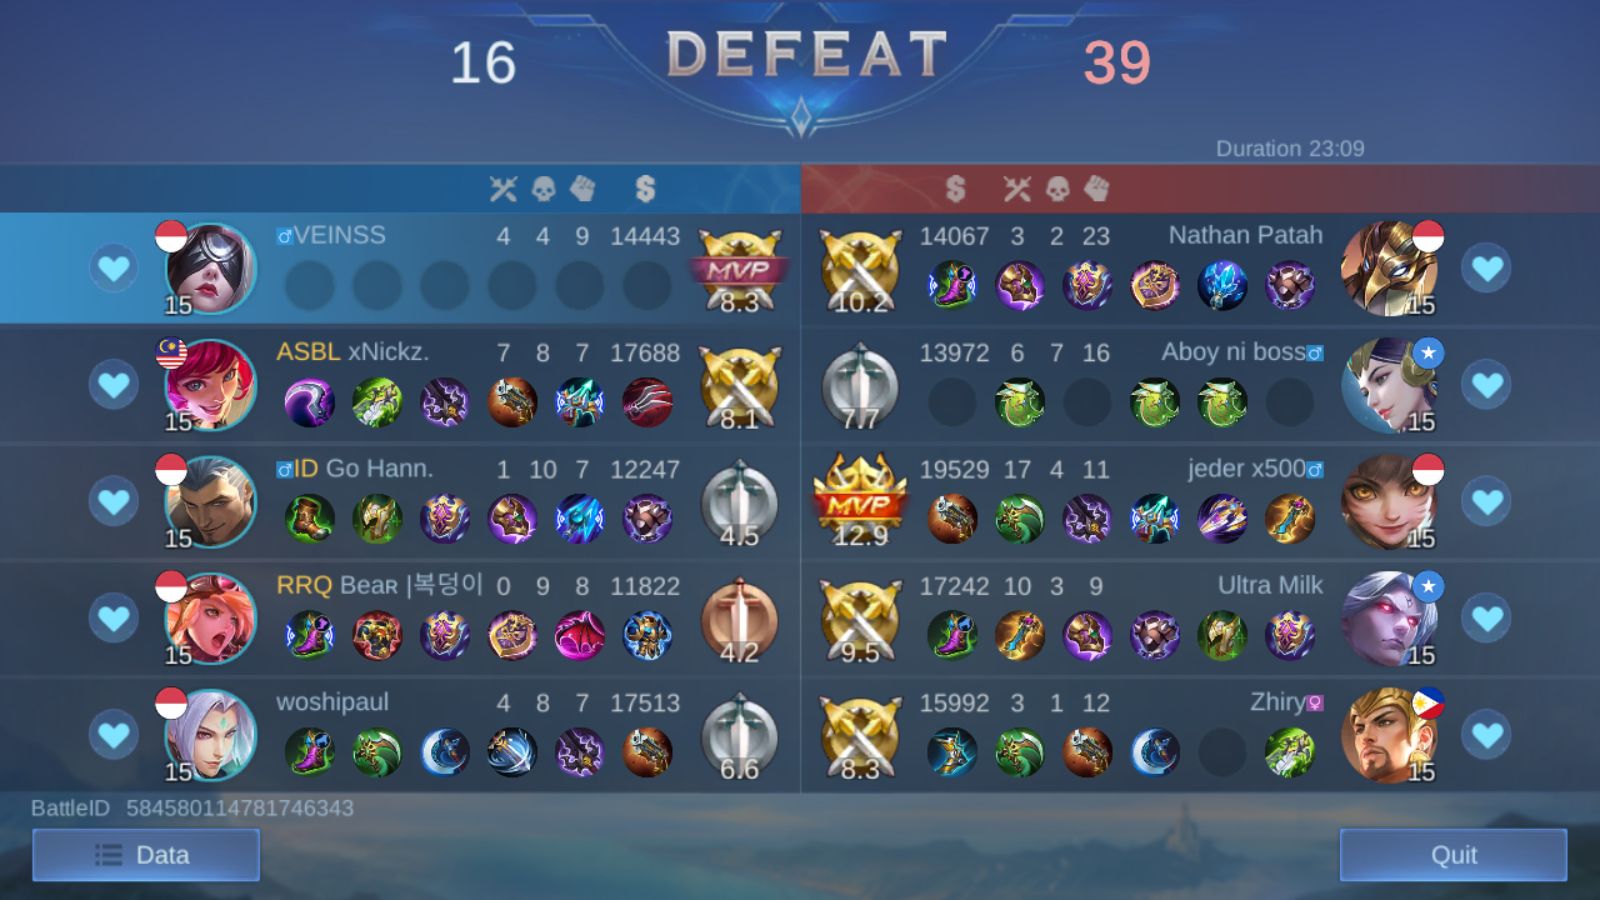 16 DEFEAT 39
Duration 23:09
VEINSS 4 4 9 14443 MVP 8.3 15
10.2 14067 3 2 23 Nathan Patah 15
ASBL xNickz. 7 8 7 17688 8.1 15
7.7 13972 6 7 16 Aboy ni boss 15
ID Go Hann. 1 10 7 12247 4.5 15
MVP 12.9 19529 17 4 11 jeder x500 15
RRQ Bear |복덩이 0 9 8 11822 4.2 15
9.5 17242 10 3 9 Ultra Milk 15
woshipaul 4 8 7 17513 6.6 15
8.3 15992 3 1 12 Zhiry 15
BattleID 584580114781746343
Data
Quit